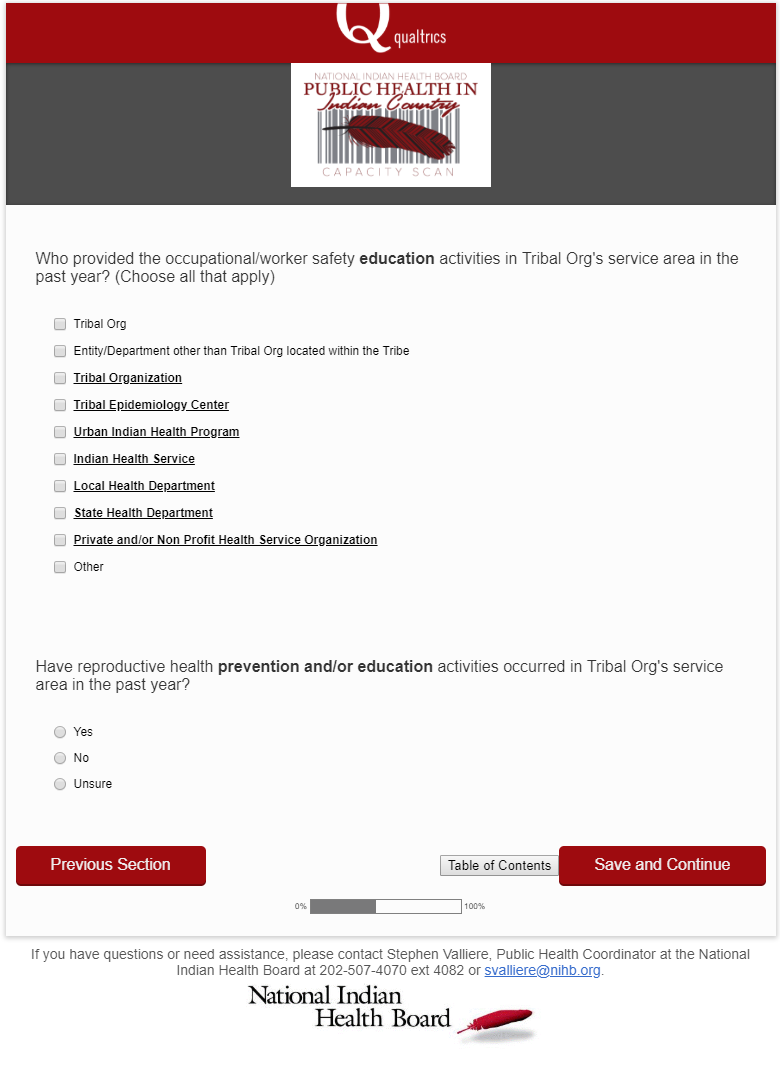 Q qualtrics
NATIONAL INDIAN HEALTH BOARD
PUBLIC HEALTH IN
Indian Country
CAPACITY SCAN
Who provided the occupational/worker safety education activities in Tribal Org's service area in the
past year? (Choose all that apply)
Tribal Org
Entity/Department other than Tribal Org located within the Tribe
Tribal Organization
Tribal Epidemiology Center
Urban Indian Health Program
Indian Health Service
Local Health Department
State Health Department
Private and/or Non Profit Health Service Organization
Other
Have reproductive health prevention and/or education activities occurred in Tribal Org's service
area in the past year?
Yes
No
Unsure
Previous Section
Table of Contents
Save and Continue
0% 100%
If you have questions or need assistance, please contact Stephen Valliere, Public Health Coordinator at the National
Indian Health Board at 202-507-4070 ext 4082 or svalliere@nihb.org.
National Indian
Health Board